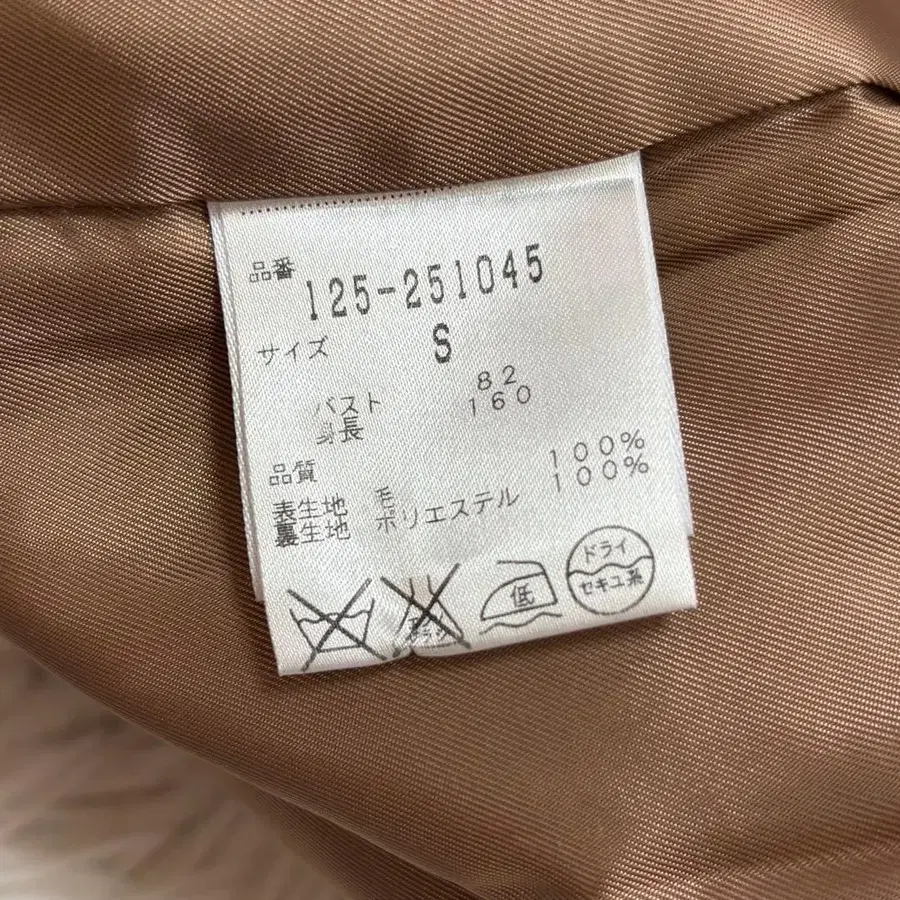 品番 125-251045
サイズ S
バスト 82
身長 160
品質
表生地 毛 100%
裏生地 ポリエステル 100%
低
ドライ
セキユ系